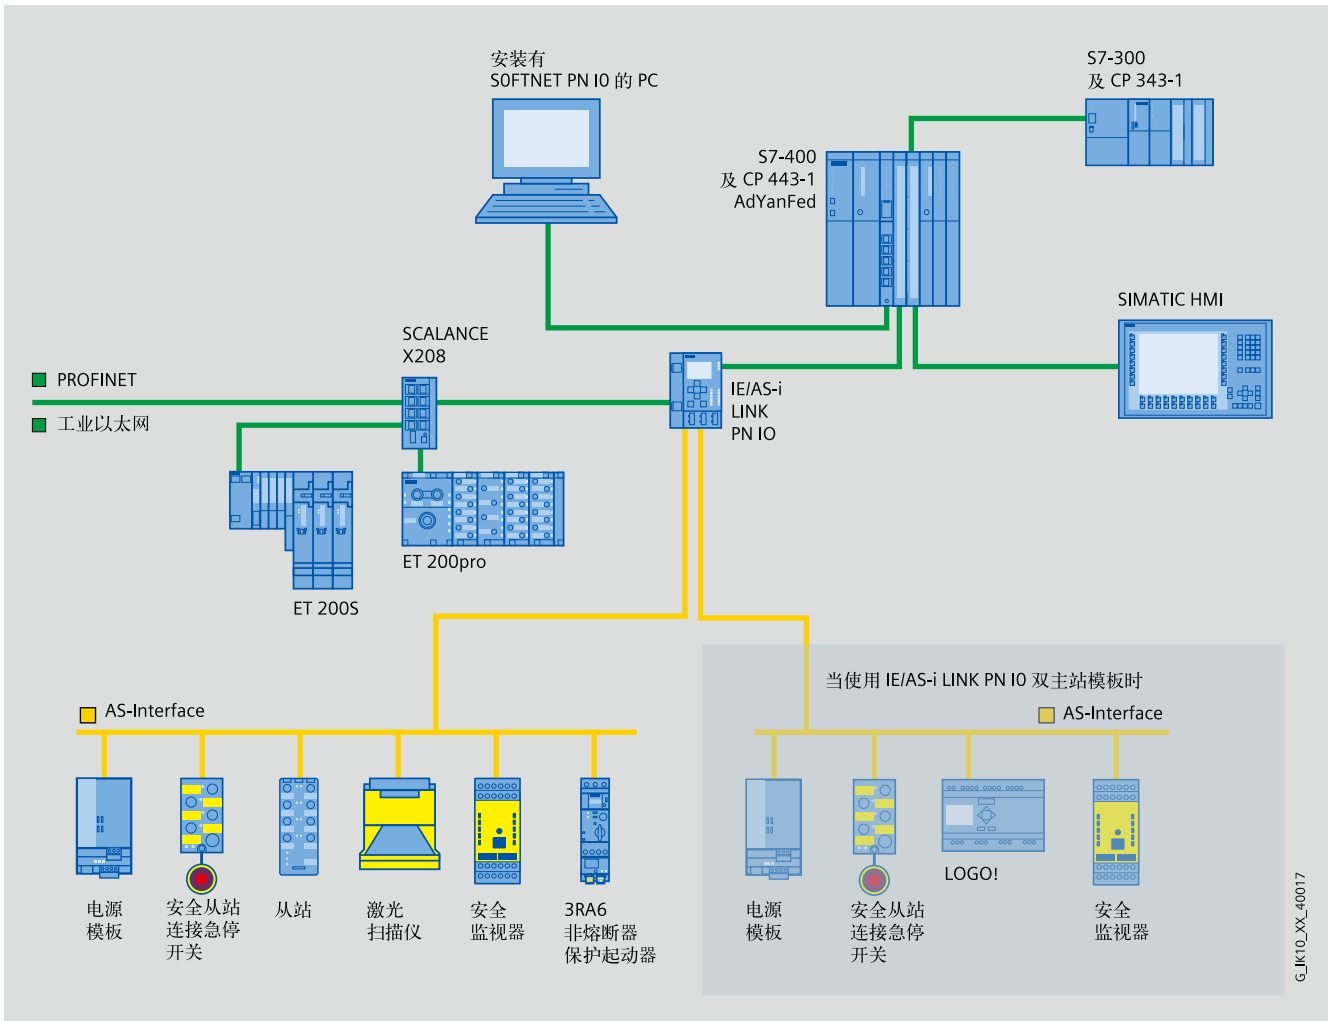 安装有
SOFTNET PN IO 的 PC
S7-300
及 CP 343-1
S7-400
及 CP 443-1
AdYanFed
SIMATIC HMI
SCALANCE
X208
PROFINET
工业以太网
IE/AS-i
LINK
PN IO
ET 200pro
ET 200S
当使用 IE/AS-i LINK PN IO 双主站模板时
AS-Interface
AS-Interface
电源
模板
安全从站
连接急停
开关
从站
激光
扫描仪
安全
监视器
3RA6
非熔断器
保护起动器
电源
模板
安全从站
连接急停
开关
LOGO!
安全
监视器
G_IK10_XX_40017